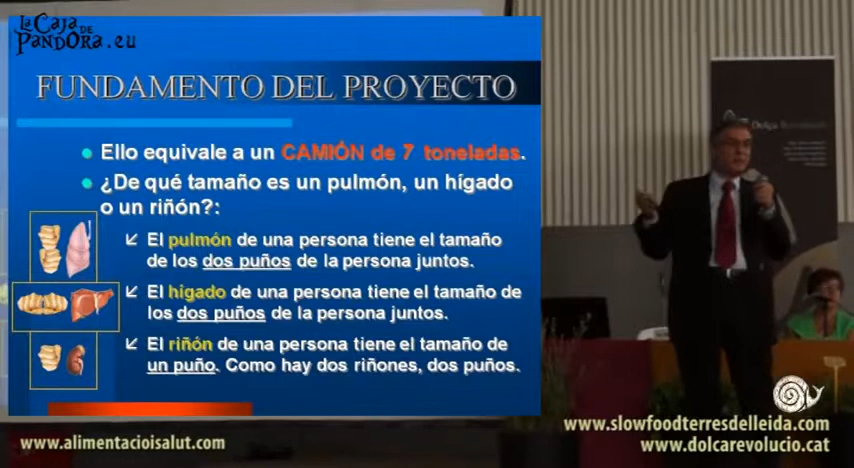 La Caja
DE
PANDORA.eu
FUNDAMENTO DEL PROYECTO
Ello equivale a un CAMIÓN de 7 toneladas.
¿De qué tamaño es un pulmón, un hígado
o un riñón?:
El pulmón de una persona tiene el tamaño
de los dos puños de la persona juntos.
El hígado de una persona tiene el tamaño de
los dos puños de la persona juntos.
El riñón de una persona tiene el tamaño de
un puño. Como hay dos riñones, dos puños.
Dolça
www.slowfoodterresdelleida.com
www.dolcarevolucio.cat
www.alimentacioisalut.com